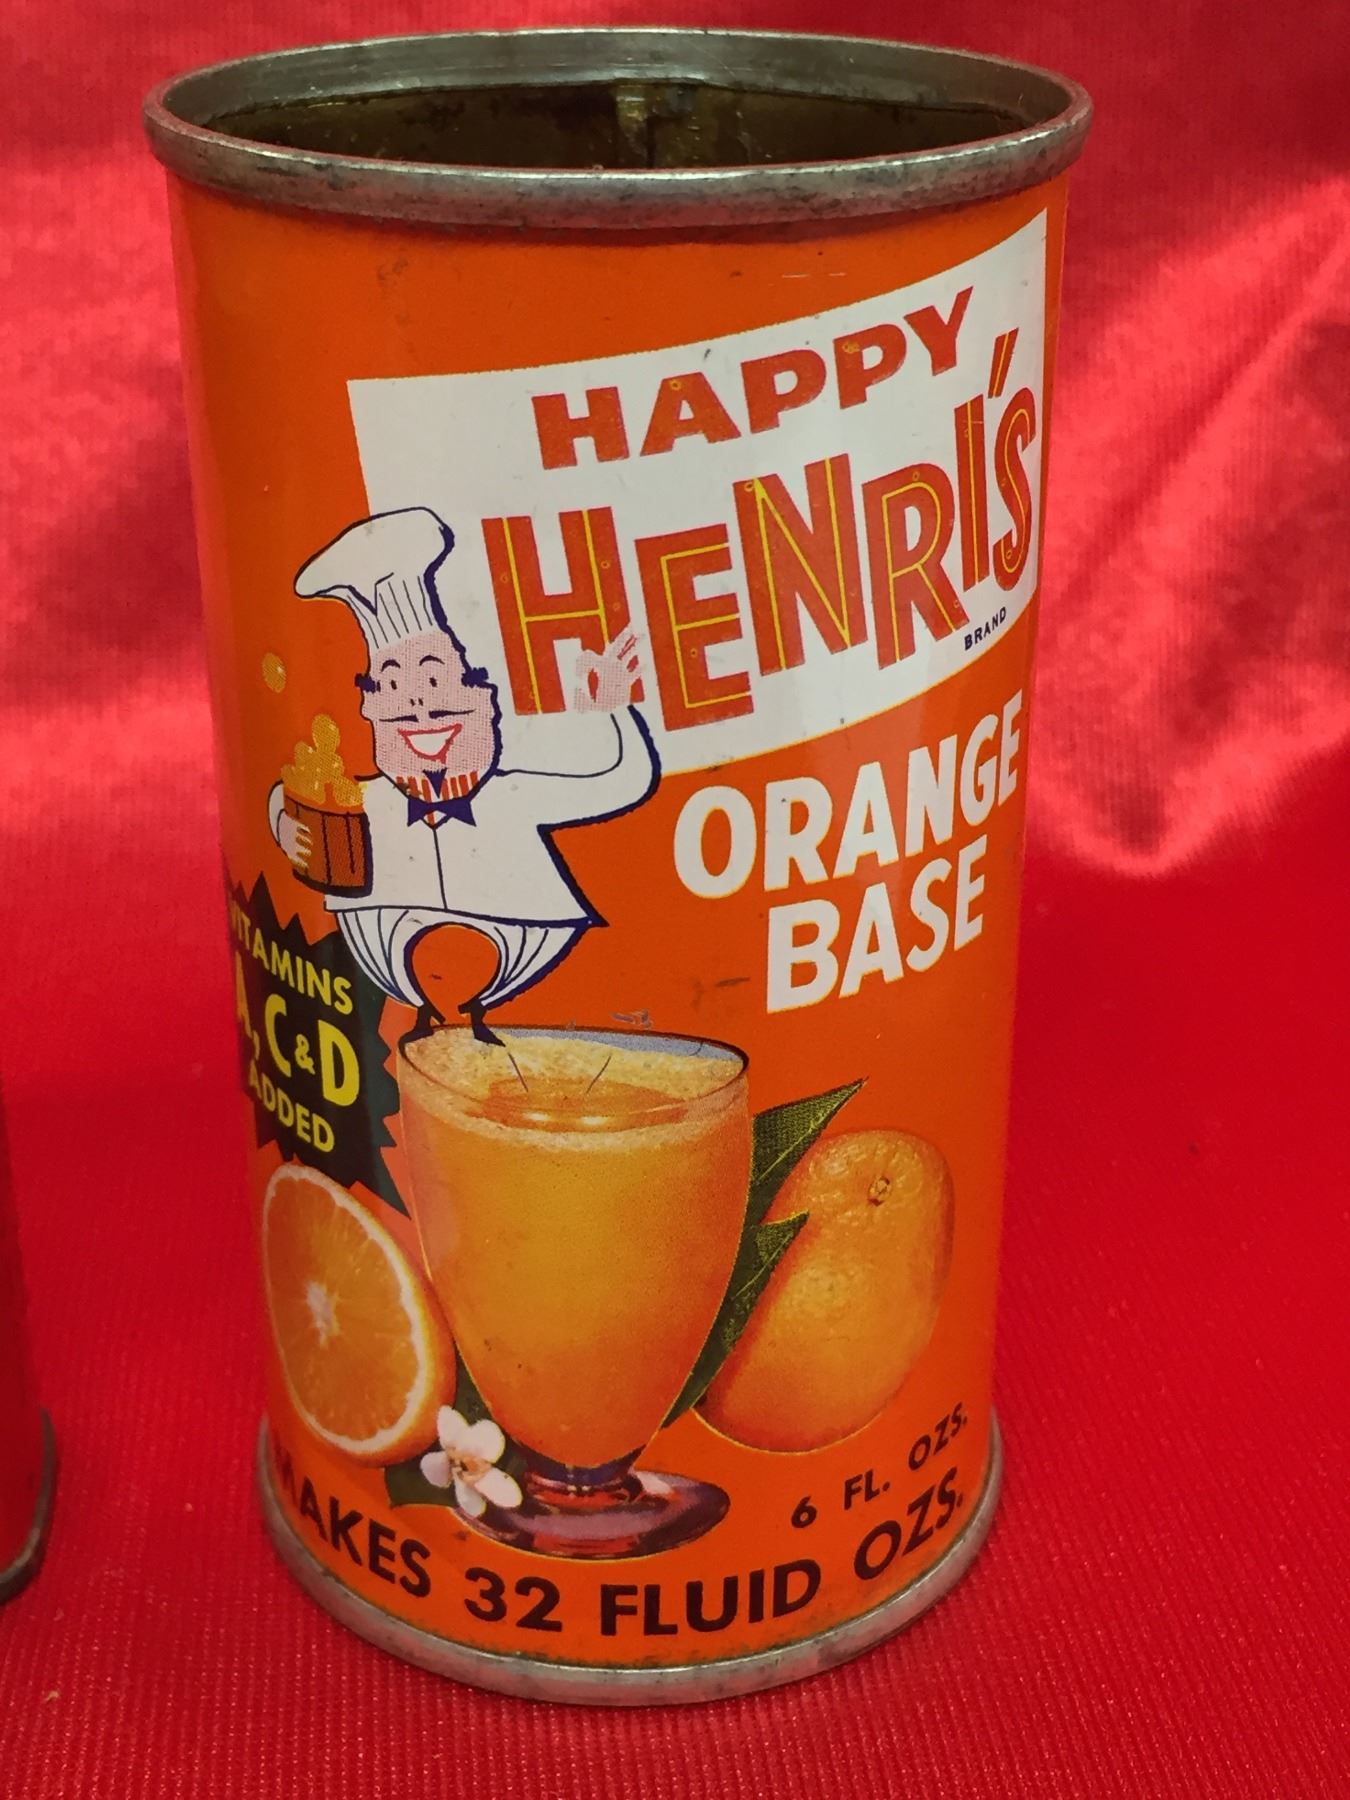 HAPPY
HENRI'S
BRAND
ORANGE
BASE
VITAMINS
A, C & D
ADDED
6 FL. OZS.
MAKES 32 FLUID OZS.